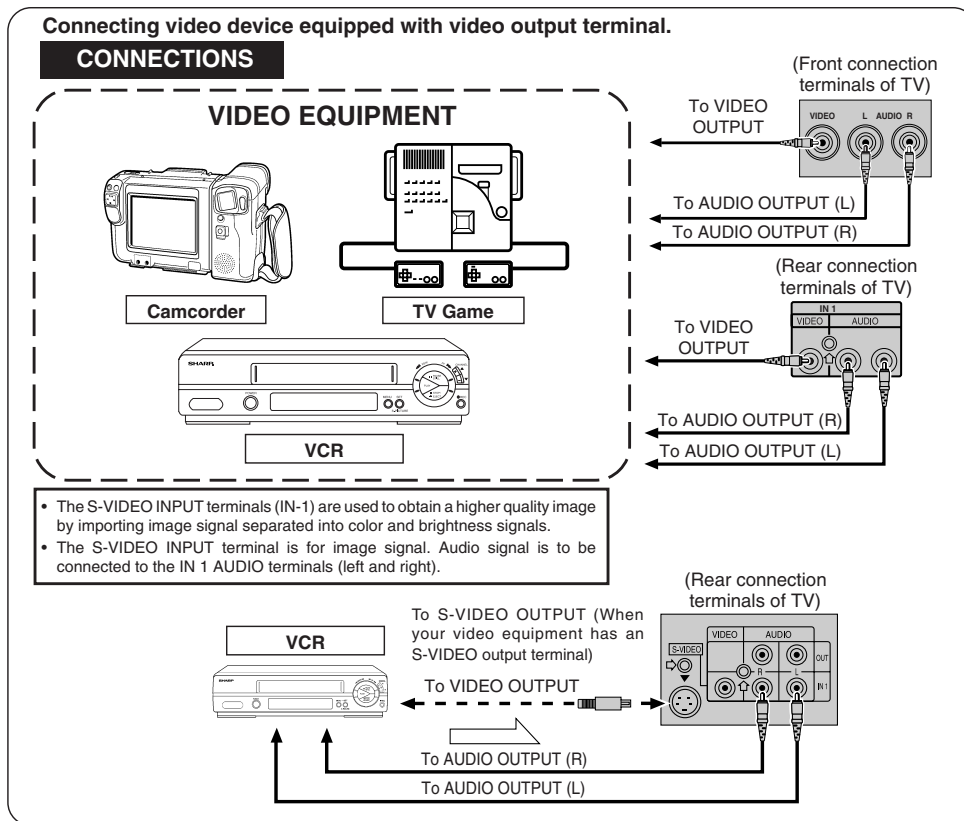 Connecting video device equipped with video output terminal.
CONNECTIONS
VIDEO EQUIPMENT
Camcorder
TV Game
SHARP
VCR
(Front connection
terminals of TV)
To VIDEO
OUTPUT
VIDEO L AUDIO R
To AUDIO OUTPUT (L)
To AUDIO OUTPUT (R)
(Rear connection
terminals of TV)
IN 1
VIDEO AUDIO
To VIDEO
OUTPUT
To AUDIO OUTPUT (R)
To AUDIO OUTPUT (L)
• The S-VIDEO INPUT terminals (IN-1) are used to obtain a higher quality image
by importing image signal separated into color and brightness signals.
• The S-VIDEO INPUT terminal is for image signal. Audio signal is to be
connected to the IN 1 AUDIO terminals (left and right).
(Rear connection
terminals of TV)
VCR
SHARP
To S-VIDEO OUTPUT (When
your video equipment has an
S-VIDEO output terminal)
To VIDEO OUTPUT
VIDEO AUDIO
S-VIDEO
OUT
R L
IN 1
To AUDIO OUTPUT (R)
To AUDIO OUTPUT (L)